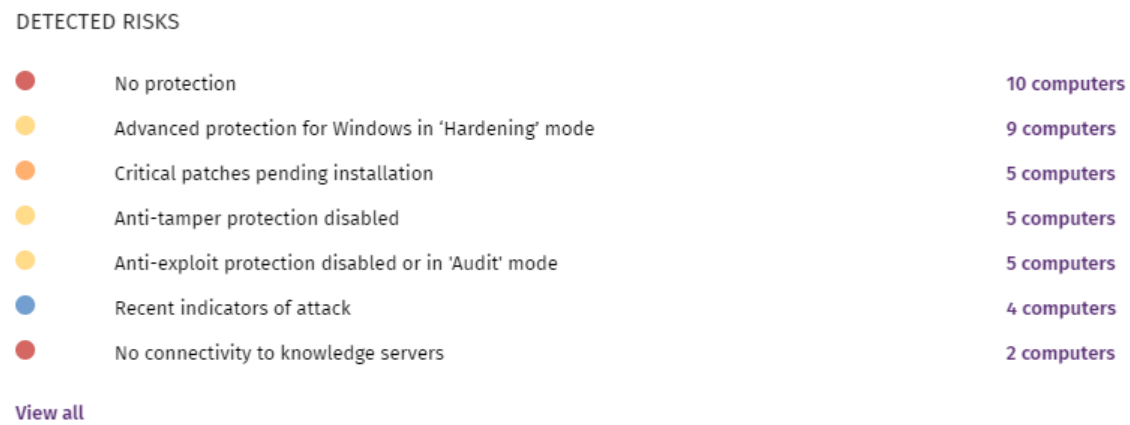 DETECTED RISKS
No protection 10 computers
Advanced protection for Windows in ‘Hardening’ mode 9 computers
Critical patches pending installation 5 computers
Anti-tamper protection disabled 5 computers
Anti-exploit protection disabled or in 'Audit' mode 5 computers
Recent indicators of attack 4 computers
No connectivity to knowledge servers 2 computers
View all